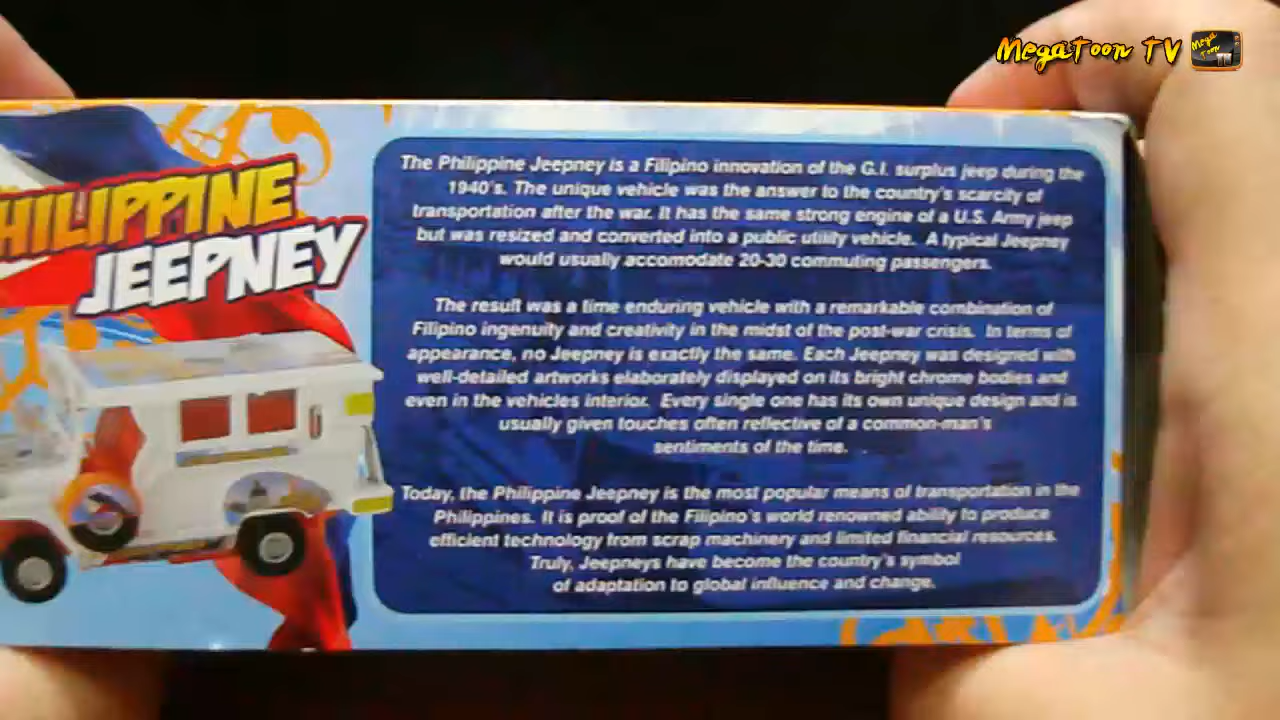 MegaToon TV
Mega
Toon
TV
HILIPPINE
JEEPNEY
The Philippine Jeepney is a Filipino innovation of the G.I. surplus jeep during the
1940's. The unique vehicle was the answer to the country's scarcity of
transportation after the war. It has the same strong engine of a U.S. Army jeep
but was resized and converted into a public utility vehicle. A typical Jeepney
would usually accomodate 20-30 commuting passengers.
The result was a time enduring vehicle with a remarkable combination of
Filipino ingenuity and creativity in the midst of the post-war crisis. In terms of
appearance, no Jeepney is exactly the same. Each Jeepney was designed with
well-detailed artworks elaborately displayed on its bright chrome bodies and
even in the vehicles interior. Every single one has its own unique design and is
usually given touches often reflective of a common-man's
sentiments of the time.
Today, the Philippine Jeepney is the most popular means of transportation in the
Philippines. It is proof of the Filipino's world renowned ability to produce
efficient technology from scrap machinery and limited financial resources.
Truly, Jeepneys have become the country's symbol
of adaptation to global influence and change.